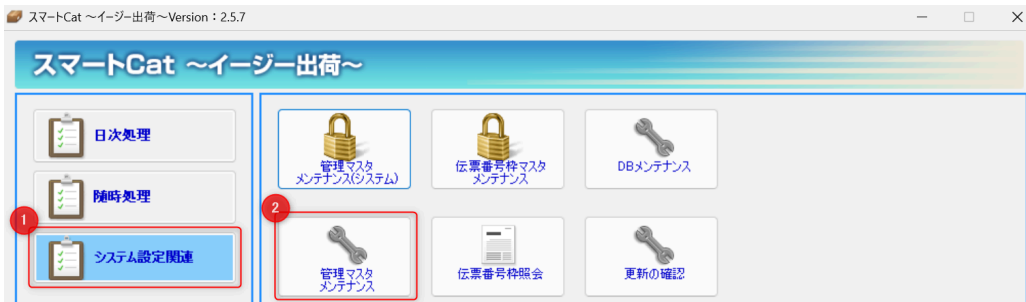 スマートCat ～イージー出荷～Version：2.5.7
スマートCat ～イージー出荷～
日次処理
随時処理
1
システム設定関連
管理マスタ
メンテナンス(システム)
伝票番号枠マスタ
メンテナンス
DBメンテナンス
2
管理マスタ
メンテナンス
伝票番号枠照会
更新の確認